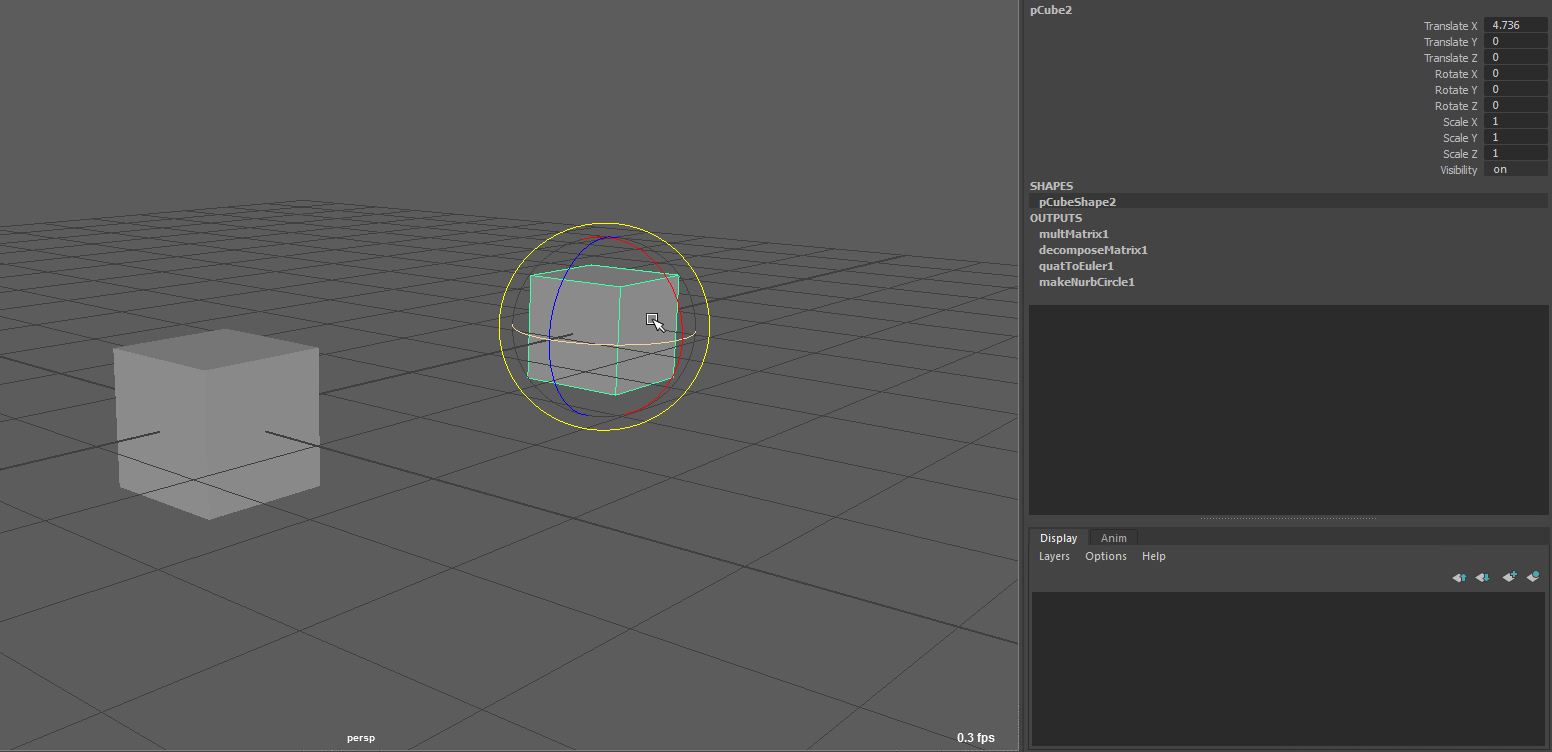 pCube2
Translate X 4.736
Translate Y 0
Translate Z 0
Rotate X 0
Rotate Y 0
Rotate Z 0
Scale X 1
Scale Y 1
Scale Z 1
Visibility on
SHAPES
pCubeShape2
OUTPUTS
multMatrix1
decomposeMatrix1
quatToEuler1
makeNurbCircle1
Display Anim
Layers Options Help
persp
0.3 fps